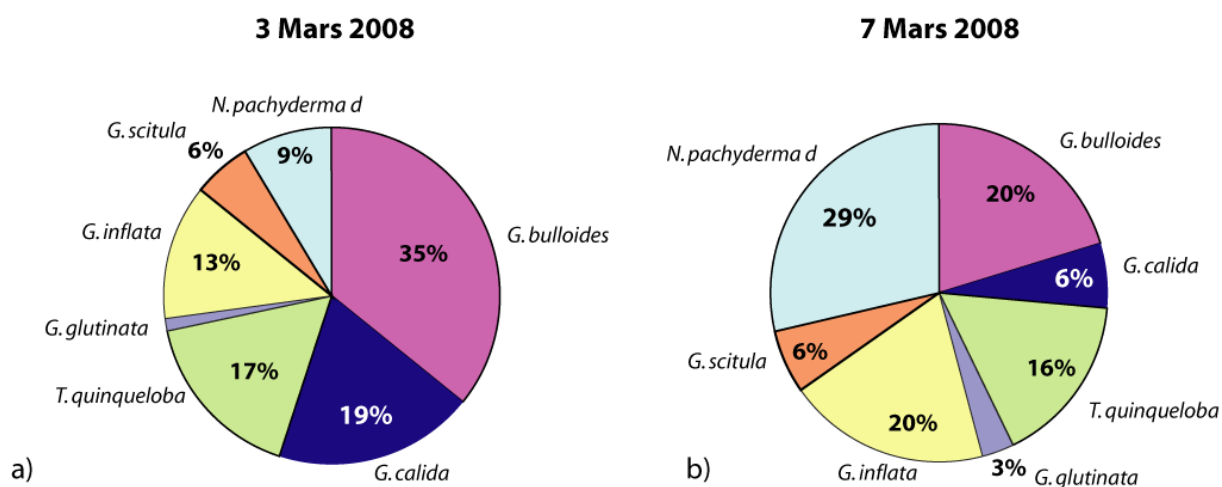 3 Mars 2008
N. pachyderma d
G. scitula
6%
9%
G. inflata
13%
35%
G. bulloides
G. glutinata
17%
T. quinqueloba
19%
G. calida
a)
7 Mars 2008
N. pachyderma d
G. bulloides
20%
29%
G. calida
6%
G. scitula
6%
16%
T. quinqueloba
20%
G. inflata
3%
G. glutinata
b)